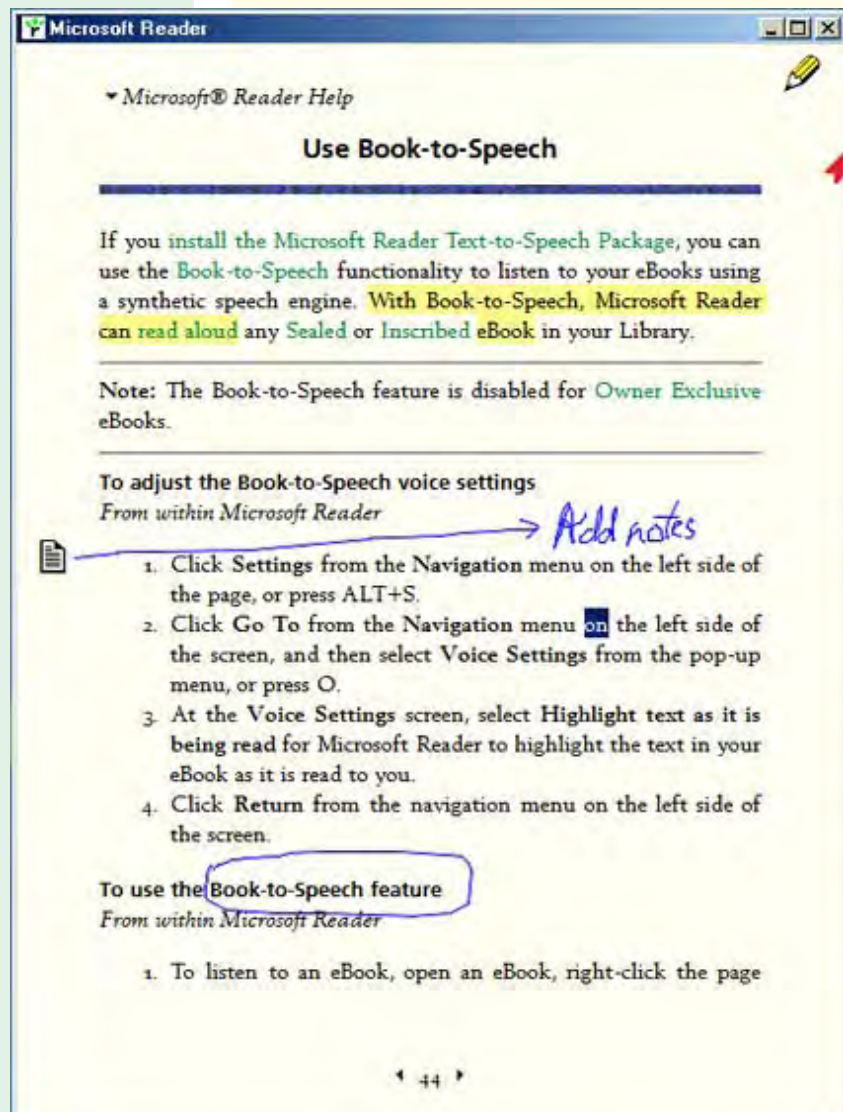 Microsoft Reader
Microsoft® Reader Help
Use Book-to-Speech
If you install the Microsoft Reader Text-to-Speech Package, you can
use the Book-to-Speech functionality to listen to your eBooks using
a synthetic speech engine. With Book-to-Speech, Microsoft Reader
can read aloud any Sealed or Inscribed eBook in your Library.
Note: The Book-to-Speech feature is disabled for Owner Exclusive
eBooks.
To adjust the Book-to-Speech voice settings
From within Microsoft Reader
Add notes
1. Click Settings from the Navigation menu on the left side of
the page, or press ALT+S.
2. Click Go To from the Navigation menu on the left side of
the screen, and then select Voice Settings from the pop-up
menu, or press O.
3. At the Voice Settings screen, select Highlight text as it is
being read for Microsoft Reader to highlight the text in your
eBook as it is read to you.
4. Click Return from the navigation menu on the left side of
the screen.
To use the Book-to-Speech feature
From within Microsoft Reader
1. To listen to an eBook, open an eBook, right-click the page
44